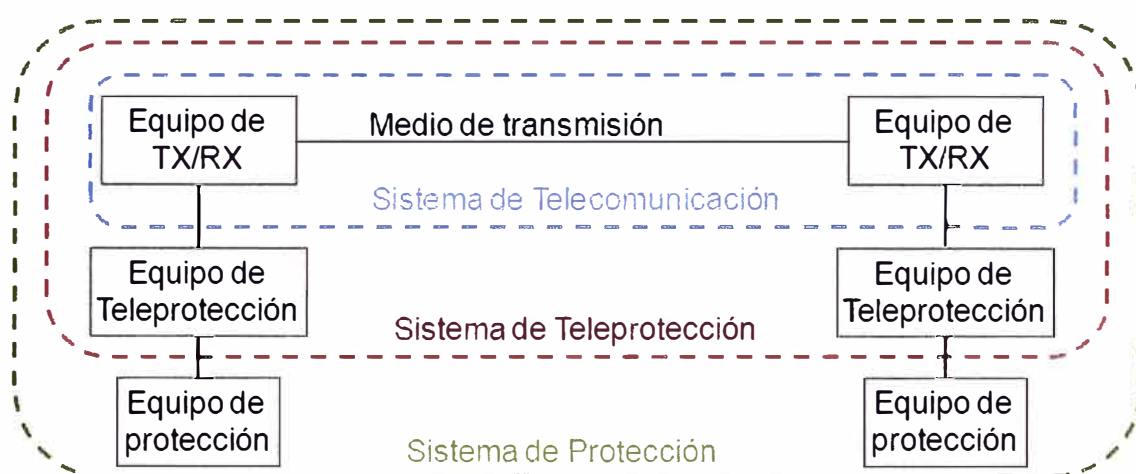 Equipo de
TX/RX
Medio de transmisión
Equipo de
TX/RX
Sistema de Telecomunicación
Equipo de
Teleprotección
Equipo de
Teleprotección
Sistema de Teleprotección
Equipo de
protección
Equipo de
protección
Sistema de Protección